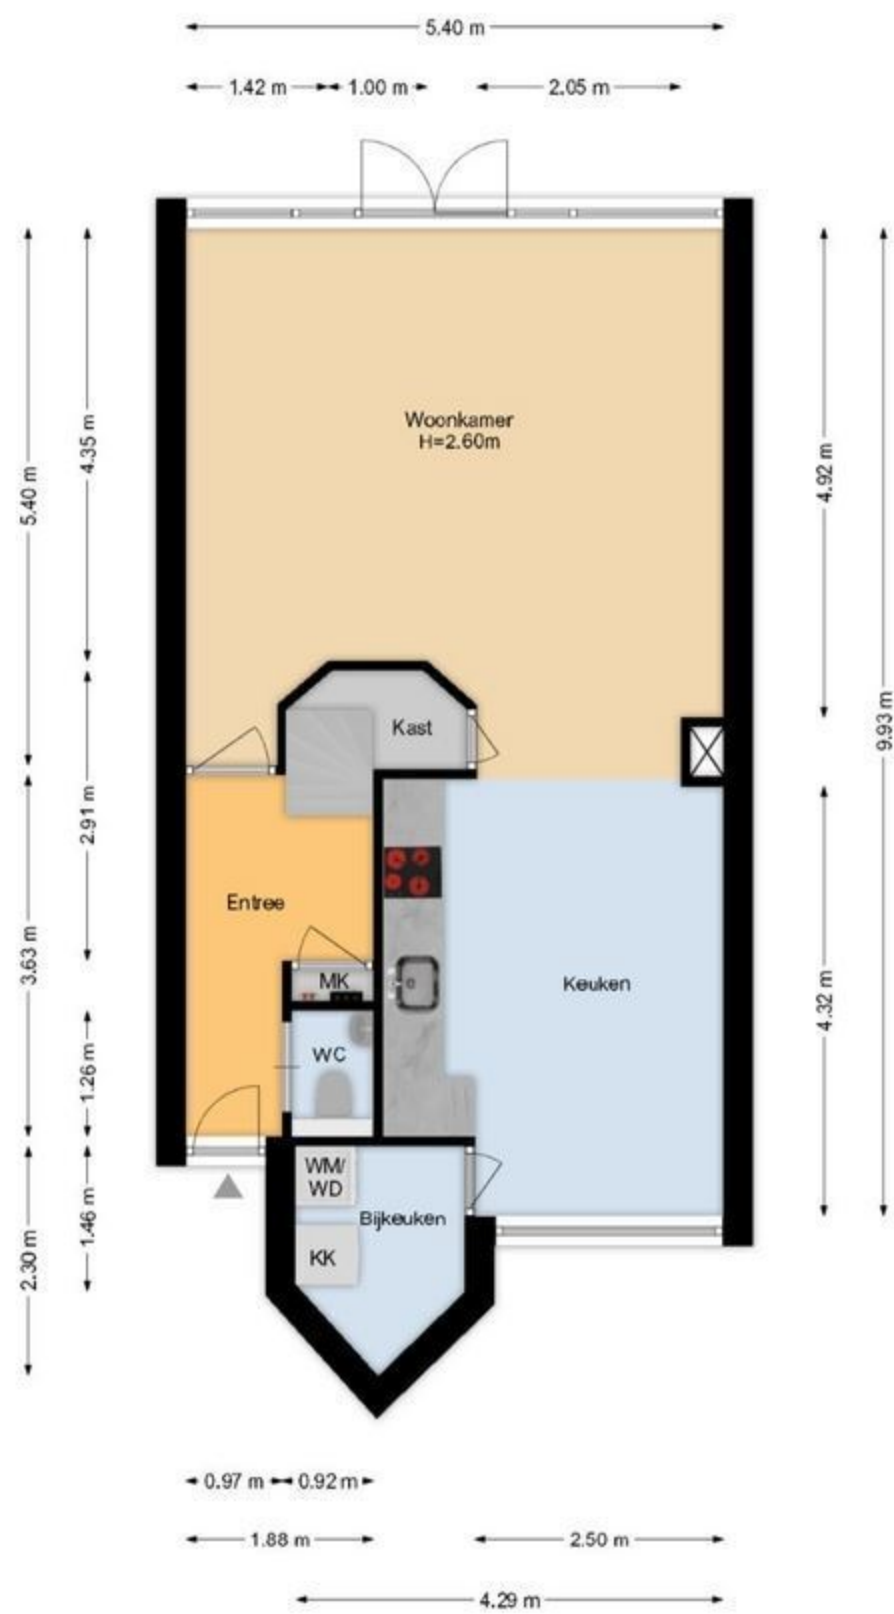 5.40 m
1.42 m
1.00 m
2.05 m
Woonkamer
H=2.60m
4.35 m
5.40 m
4.92 m
9.93 m
Kast
2.91 m
Entree
3.63 m
MK
Keuken
4.32 m
WC
1.26 m
WM/
WD
Bijkeuken
1.46 m
2.30 m
KK
0.97 m
0.92 m
1.88 m
2.50 m
4.29 m